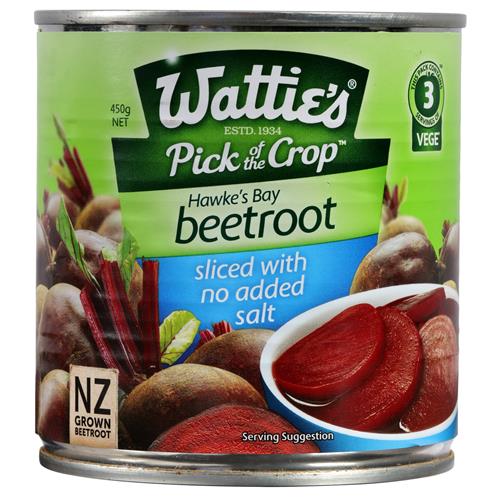 Wattie's®
ESTD. 1934
Pick of the Crop™
450g
NET
THIS PACK CONTAINS
3
SERVINGS OF
VEGE
Hawke's Bay
beetroot
sliced with
no added
salt
NZ
GROWN
BEETROOT
Serving Suggestion